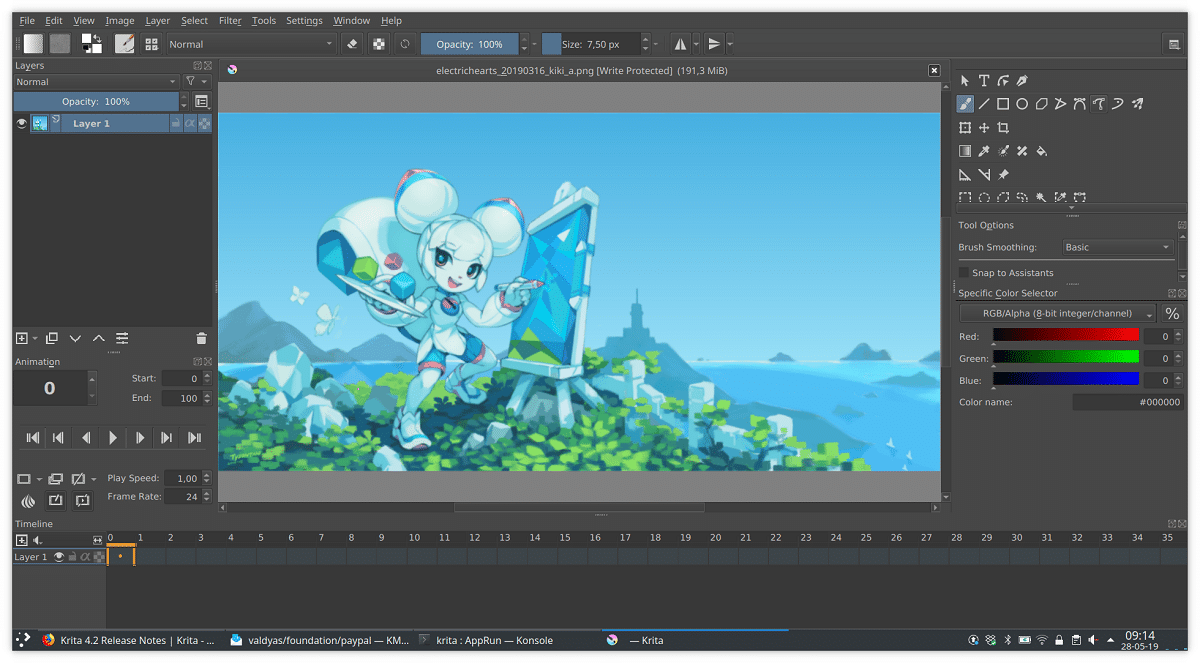 File Edit View Image Layer Select Filter Tools Settings Window Help
Normal Opacity: 100% Size: 7,50 px
Layers
Normal
Opacity: 100%
Layer 1
electrichearts_20190316_kiki_a.png [Write Protected] (191,3 MiB)
Animation
0
Start: 0
End: 100
Play Speed: 1,00
Frame Rate: 24
Tool Options
Brush Smoothing: Basic
Snap to Assistants
Specific Color Selector
RGB/Alpha (8-bit integer/channel) %
Red: 0
Green: 0
Blue: 0
Color name: #000000
Timeline
0 1 2 3 4 5 6 7 8 9 10 11 12 13 14 15 16 17 18 19 20 21 22 23 24 25 26 27 28 29 30 31 32 33 34 35
Layer 1
Krita 4.2 Release Notes | Krita - ... valdyas/foundation/paypal — KM... krita : AppRun — Konsole — Krita
09:14
28-05-19